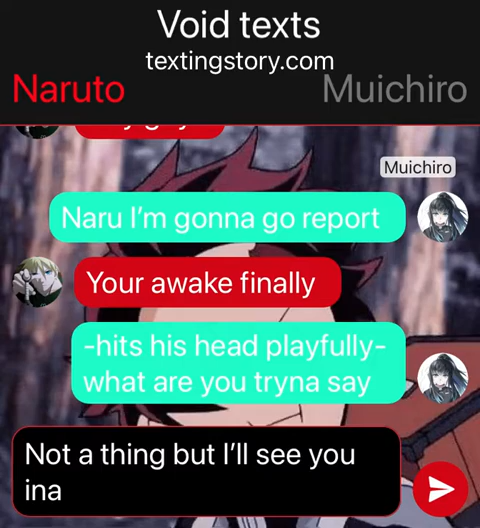 Void texts
textingstory.com
Naruto Muichiro
Muichiro
Naru I'm gonna go report
Your awake finally
-hits his head playfully-
what are you tryna say
Not a thing but I'll see you
ina